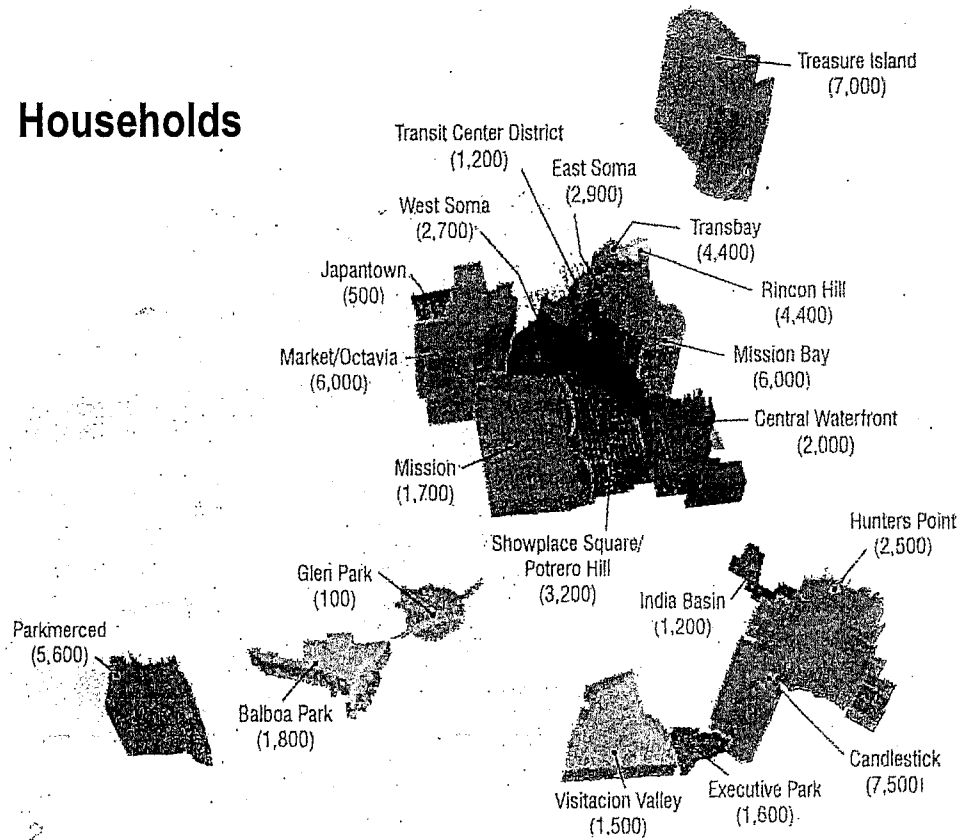 Households
Treasure Island
(7,000)
Transit Center District
(1,200)
East Soma
(2,900)
West Soma
(2,700)
Transbay
(4,400)
Japantown
(500)
Rincon Hill
(4,400)
Market/Octavia
(6,000)
Mission Bay
(6,000)
Central Waterfront
(2,000)
Mission
(1,700)
Showplace Square/
Potrero Hill
(3,200)
Hunters Point
(2,500)
Glen Park
(100)
India Basin
(1,200)
Parkmerced
(5,600)
Balboa Park
(1,800)
Candlestick
(7,500)
Executive Park
(1,600)
Visitacion Valley
(1,500)